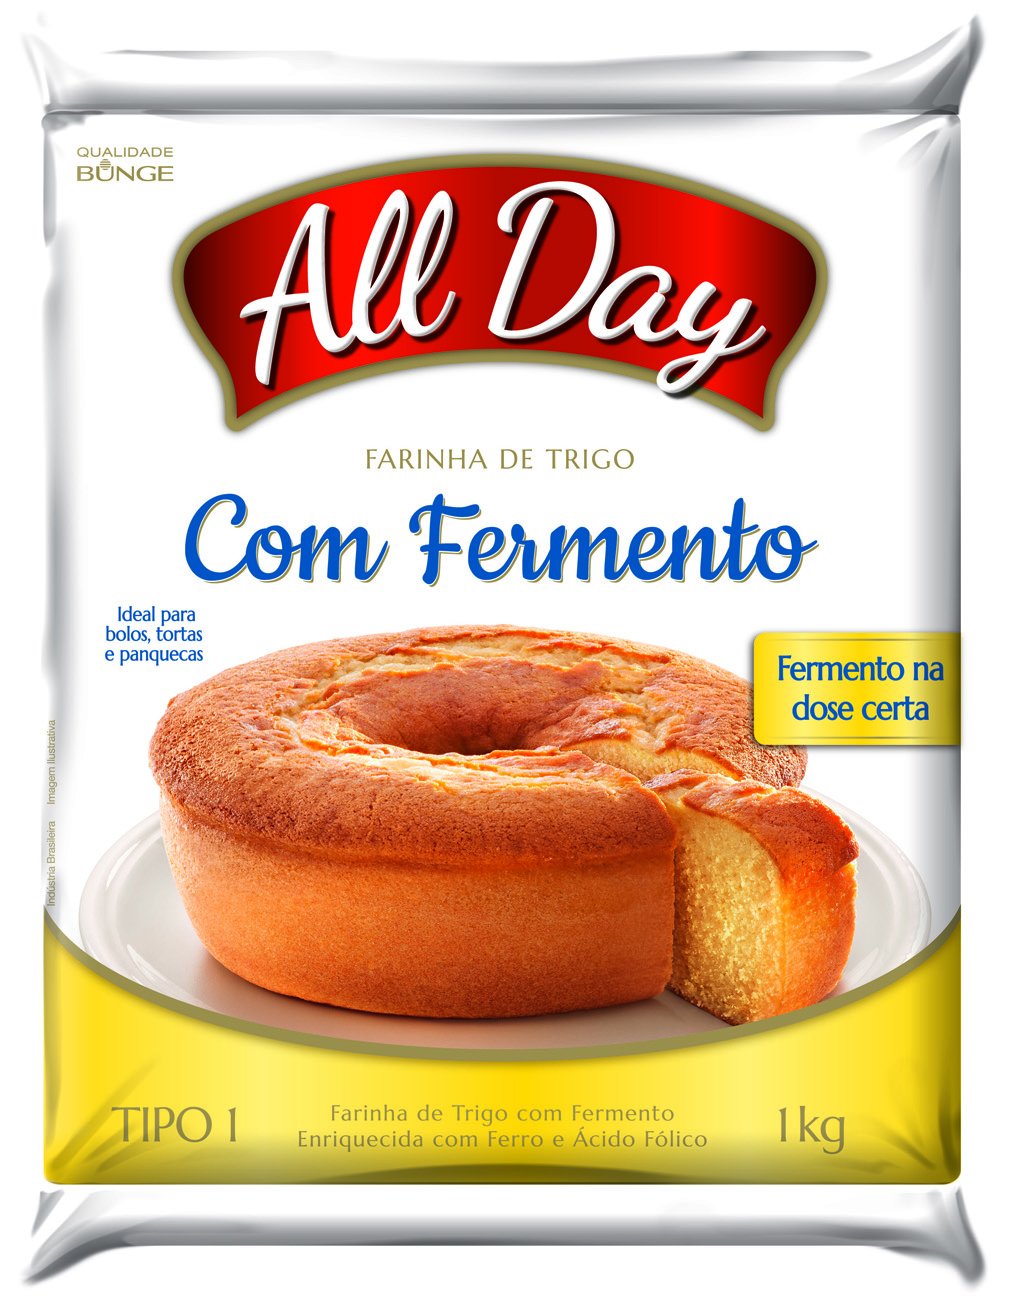 QUALIDADE
BUNGE
All Day
FARINHA DE TRIGO
Com Fermento
Ideal para
bolos, tortas
e panquecas
Fermento na
dose certa
Indústria Brasileira Imagem Ilustrativa
TIPO 1
Farinha de Trigo com Fermento
Enriquecida com Ferro e Ácido Fólico
1kg